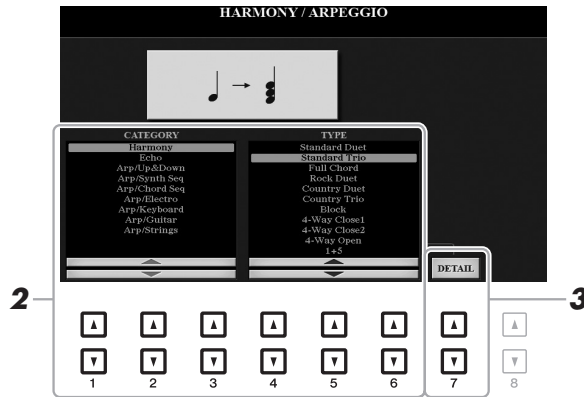 HARMONY / ARPEGGIO
CATEGORY
Harmony
Echo
Arp/Up&Down
Arp/Synth Seq
Arp/Chord Seq
Arp/Electro
Arp/Keyboard
Arp/Guitar
Arp/Strings
TYPE
Standard Duet
Standard Trio
Full Chord
Rock Duet
Country Duet
Country Trio
Block
4-Way Close1
4-Way Close2
4-Way Open
1+5
DETAIL
2
3
1 2 3 4 5 6 7 8